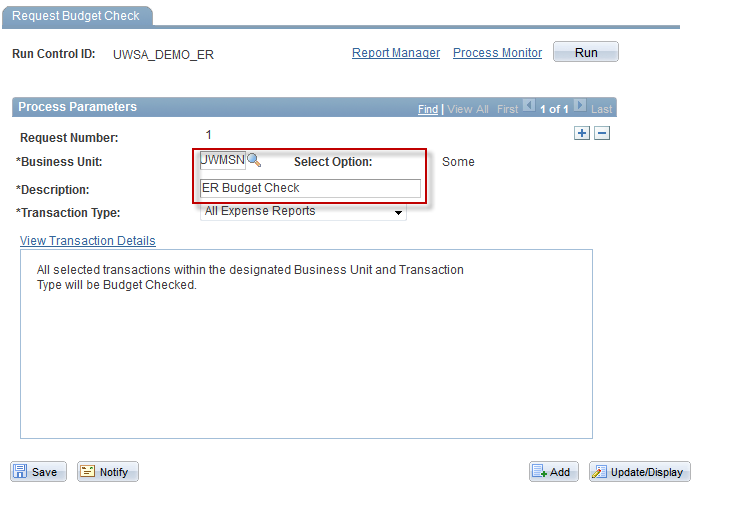 Request Budget Check
Run Control ID: UWSA_DEMO_ER Report Manager Process Monitor Run
Process Parameters Find | View All First 1 of 1 Last
Request Number: 1
*Business Unit: UWMSN Select Option: Some
*Description: ER Budget Check
*Transaction Type: All Expense Reports
View Transaction Details
All selected transactions within the designated Business Unit and Transaction
Type will be Budget Checked.
Save Notify Add Update/Display